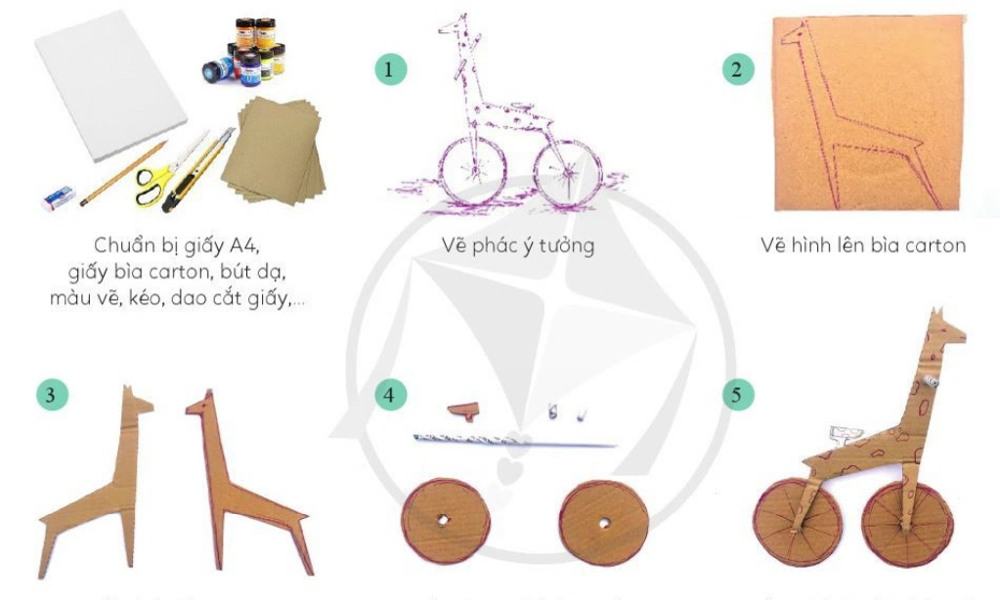 1
2
Chuẩn bị giấy A4,
giấy bìa carton, bút dạ,
màu vẽ, kéo, dao cắt giấy,...
Vẽ phác ý tưởng
Vẽ hình lên bìa carton
3
4
5